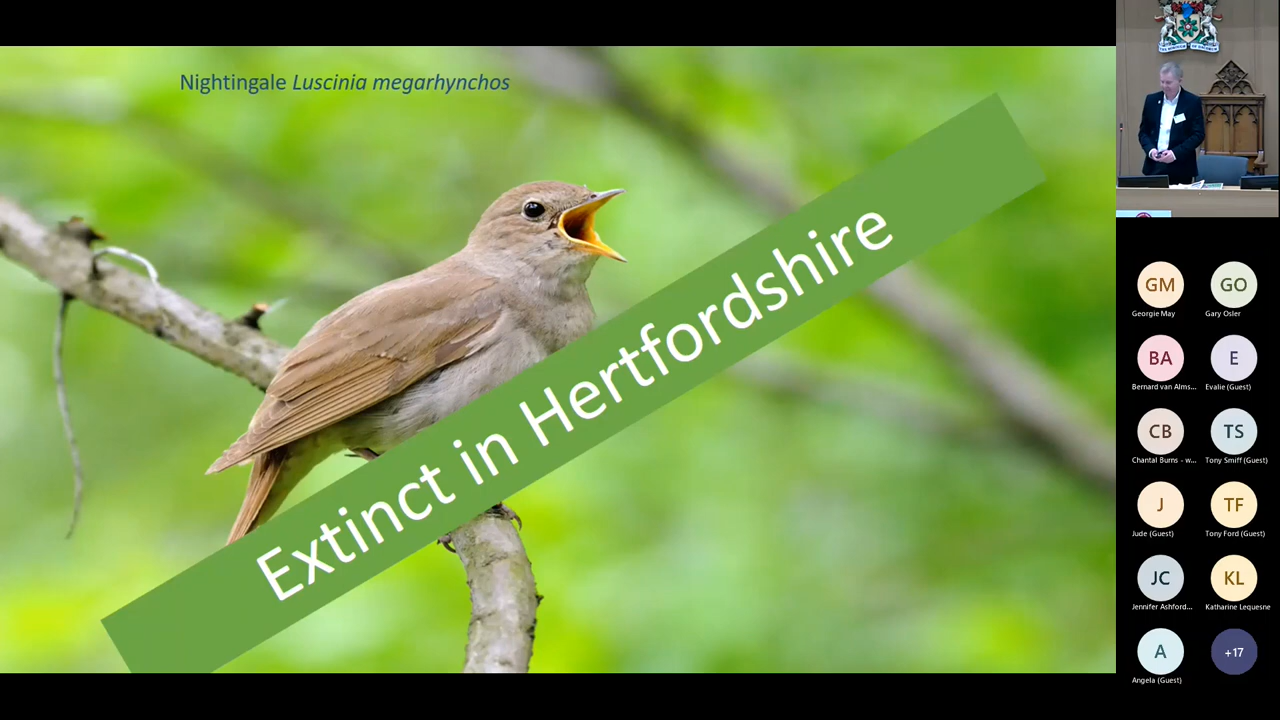 Nightingale Luscinia megarhynchos
Extinct in Hertfordshire
GM
Georgie May
GO
Gary Osler
BA
Bernard van Alms...
E
Evalie (Guest)
CB
Chantal Burns - w...
TS
Tony Smiff (Guest)
J
Jude (Guest)
TF
Tony Ford (Guest)
JC
Jennifer Ashford...
KL
Katharine Lequesne
A
Angela (Guest)
+17